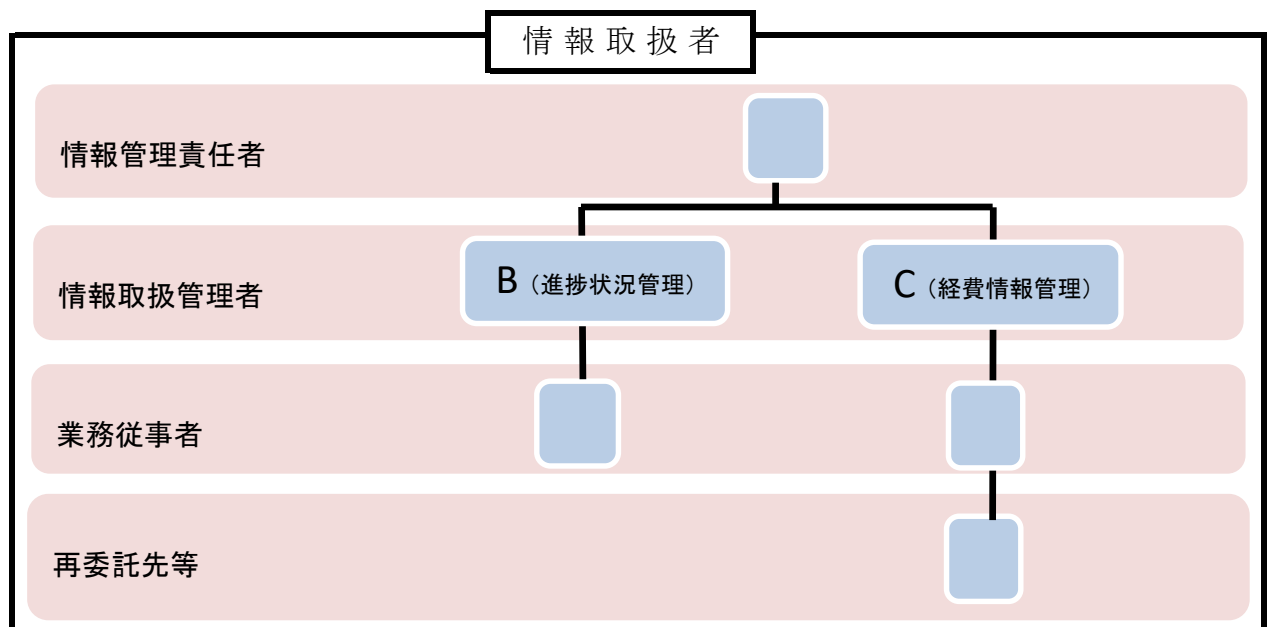 情報取扱者
情報管理責任者
情報取扱管理者
B（進捗状況管理）
C（経費情報管理）
業務従事者
再委託先等